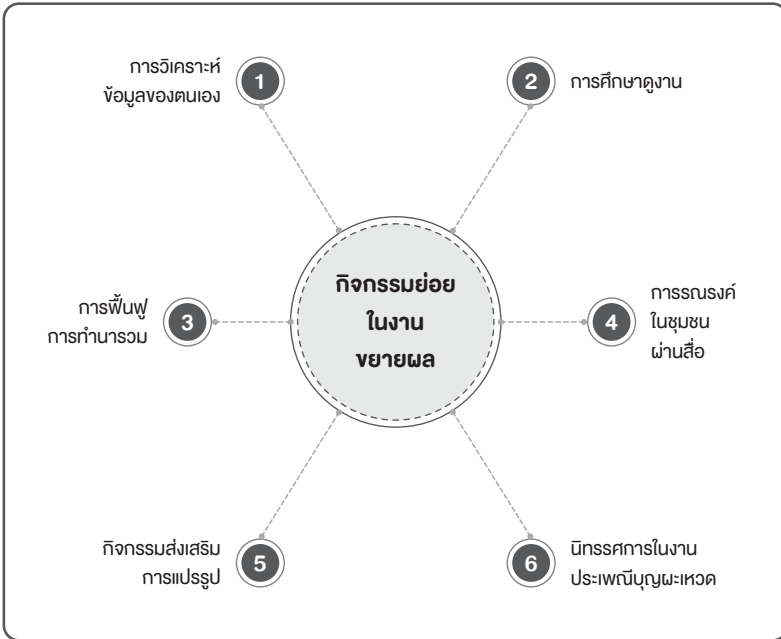 การวิเคราะห์
ข้อมูลของตนเอง
1
2
การศึกษาดูงาน
กิจกรรมย่อย
ในงาน
ขยายผล
การฟื้นฟู
การทำนารวม
3
4
การรณรงค์
ในชุมชน
ผ่านสื่อ
กิจกรรมส่งเสริม
การแปรรูป
5
6
นิทรรศการในงาน
ประเพณีบุญผะเหวด